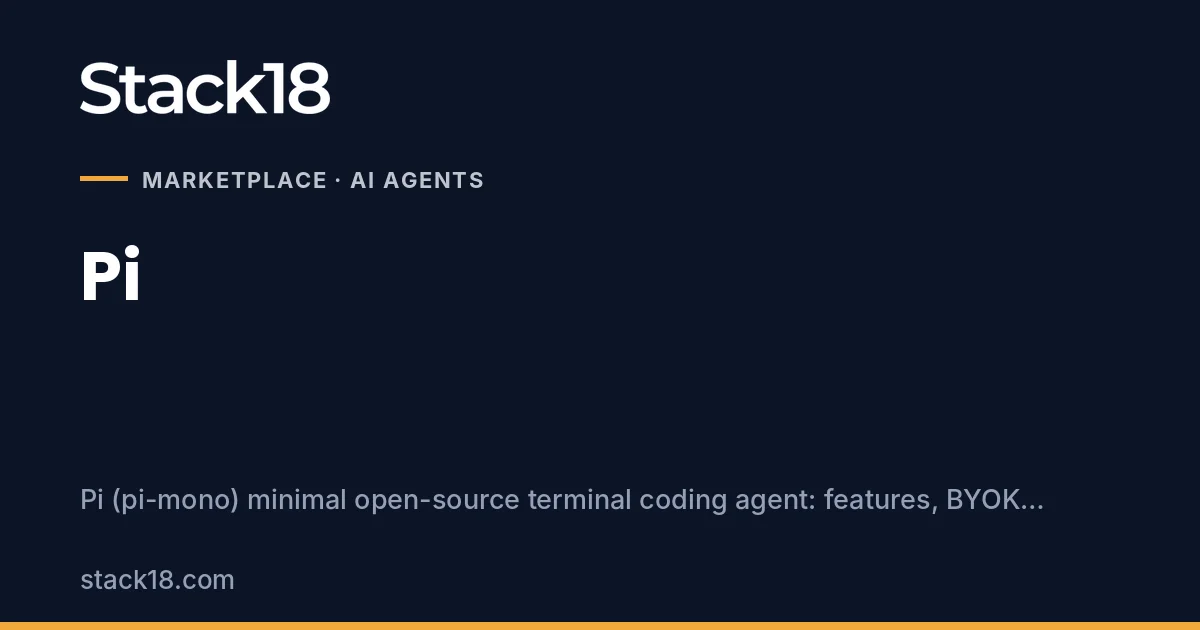 Stack18
MARKETPLACE · AI AGENTS
Pi
Pi (pi-mono) minimal open-source terminal coding agent: features, BYOK...
stack18.com